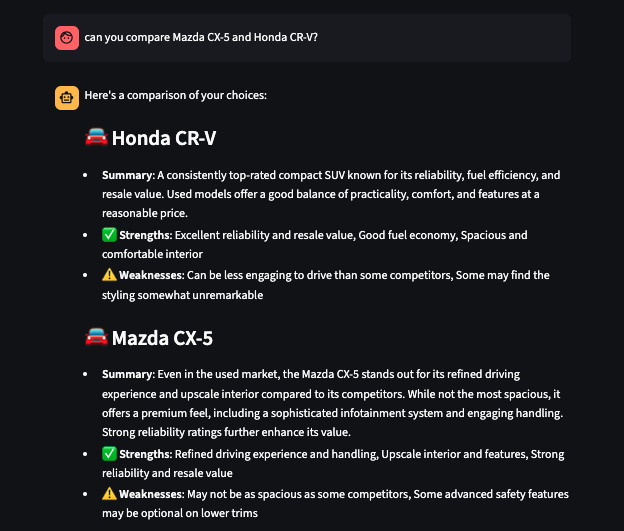 can you compare Mazda CX-5 and Honda CR-V?
Here's a comparison of your choices:
🚘 Honda CR-V
• Summary: A consistently top-rated compact SUV known for its reliability, fuel efficiency, and
resale value. Used models offer a good balance of practicality, comfort, and features at a
reasonable price.
• ✅ Strengths: Excellent reliability and resale value, Good fuel economy, Spacious and
comfortable interior
• ⚠️ Weaknesses: Can be less engaging to drive than some competitors, Some may find the
styling somewhat unremarkable
🚘 Mazda CX-5
• Summary: Even in the used market, the Mazda CX-5 stands out for its refined driving
experience and upscale interior compared to its competitors. While not the most spacious, it
offers a premium feel, including a sophisticated infotainment system and engaging handling.
Strong reliability ratings further enhance its value.
• ✅ Strengths: Refined driving experience and handling, Upscale interior and features, Strong
reliability and resale value
• ⚠️ Weaknesses: May not be as spacious as some competitors, Some advanced safety features
may be optional on lower trims